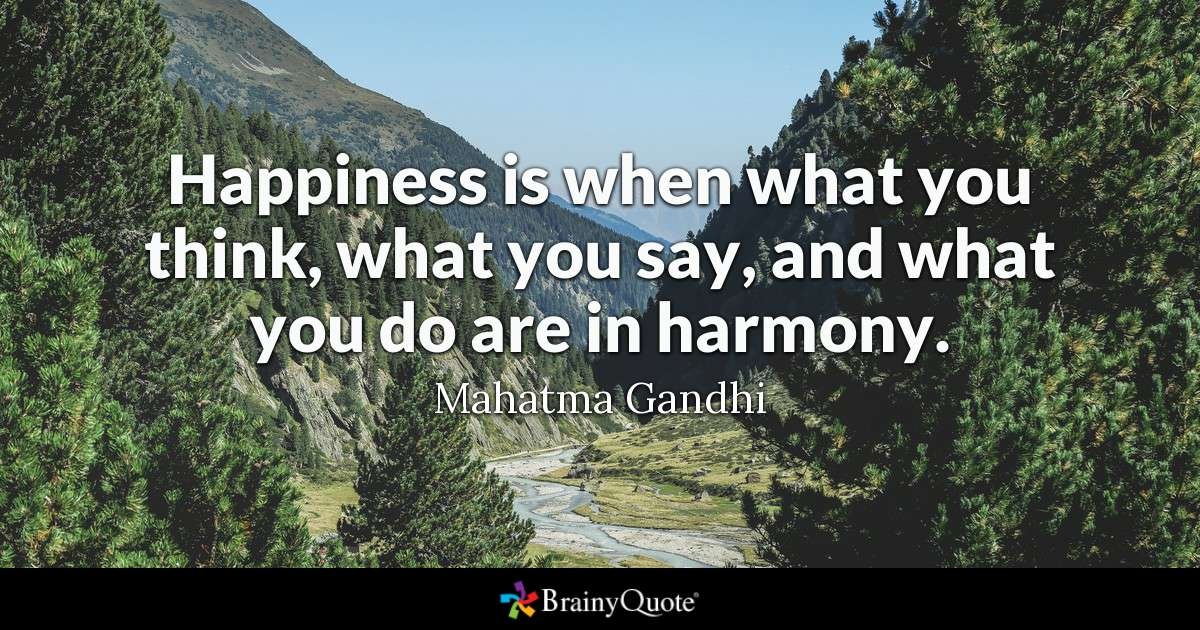 Happiness is when what you
think, what you say, and what
you do are in harmony.
Mahatma Gandhi
BrainyQuote®